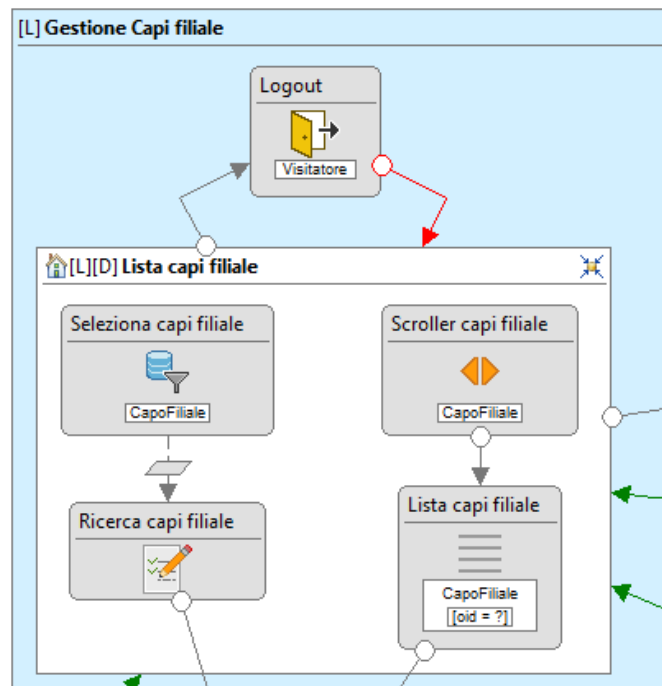 [L] Gestione Capi filiale
Logout
Visitatore
[L][D] Lista capi filiale
Seleziona capi filiale
CapoFiliale
Scroller capi filiale
CapoFiliale
Ricerca capi filiale
Lista capi filiale
CapoFiliale
[oid = ?]